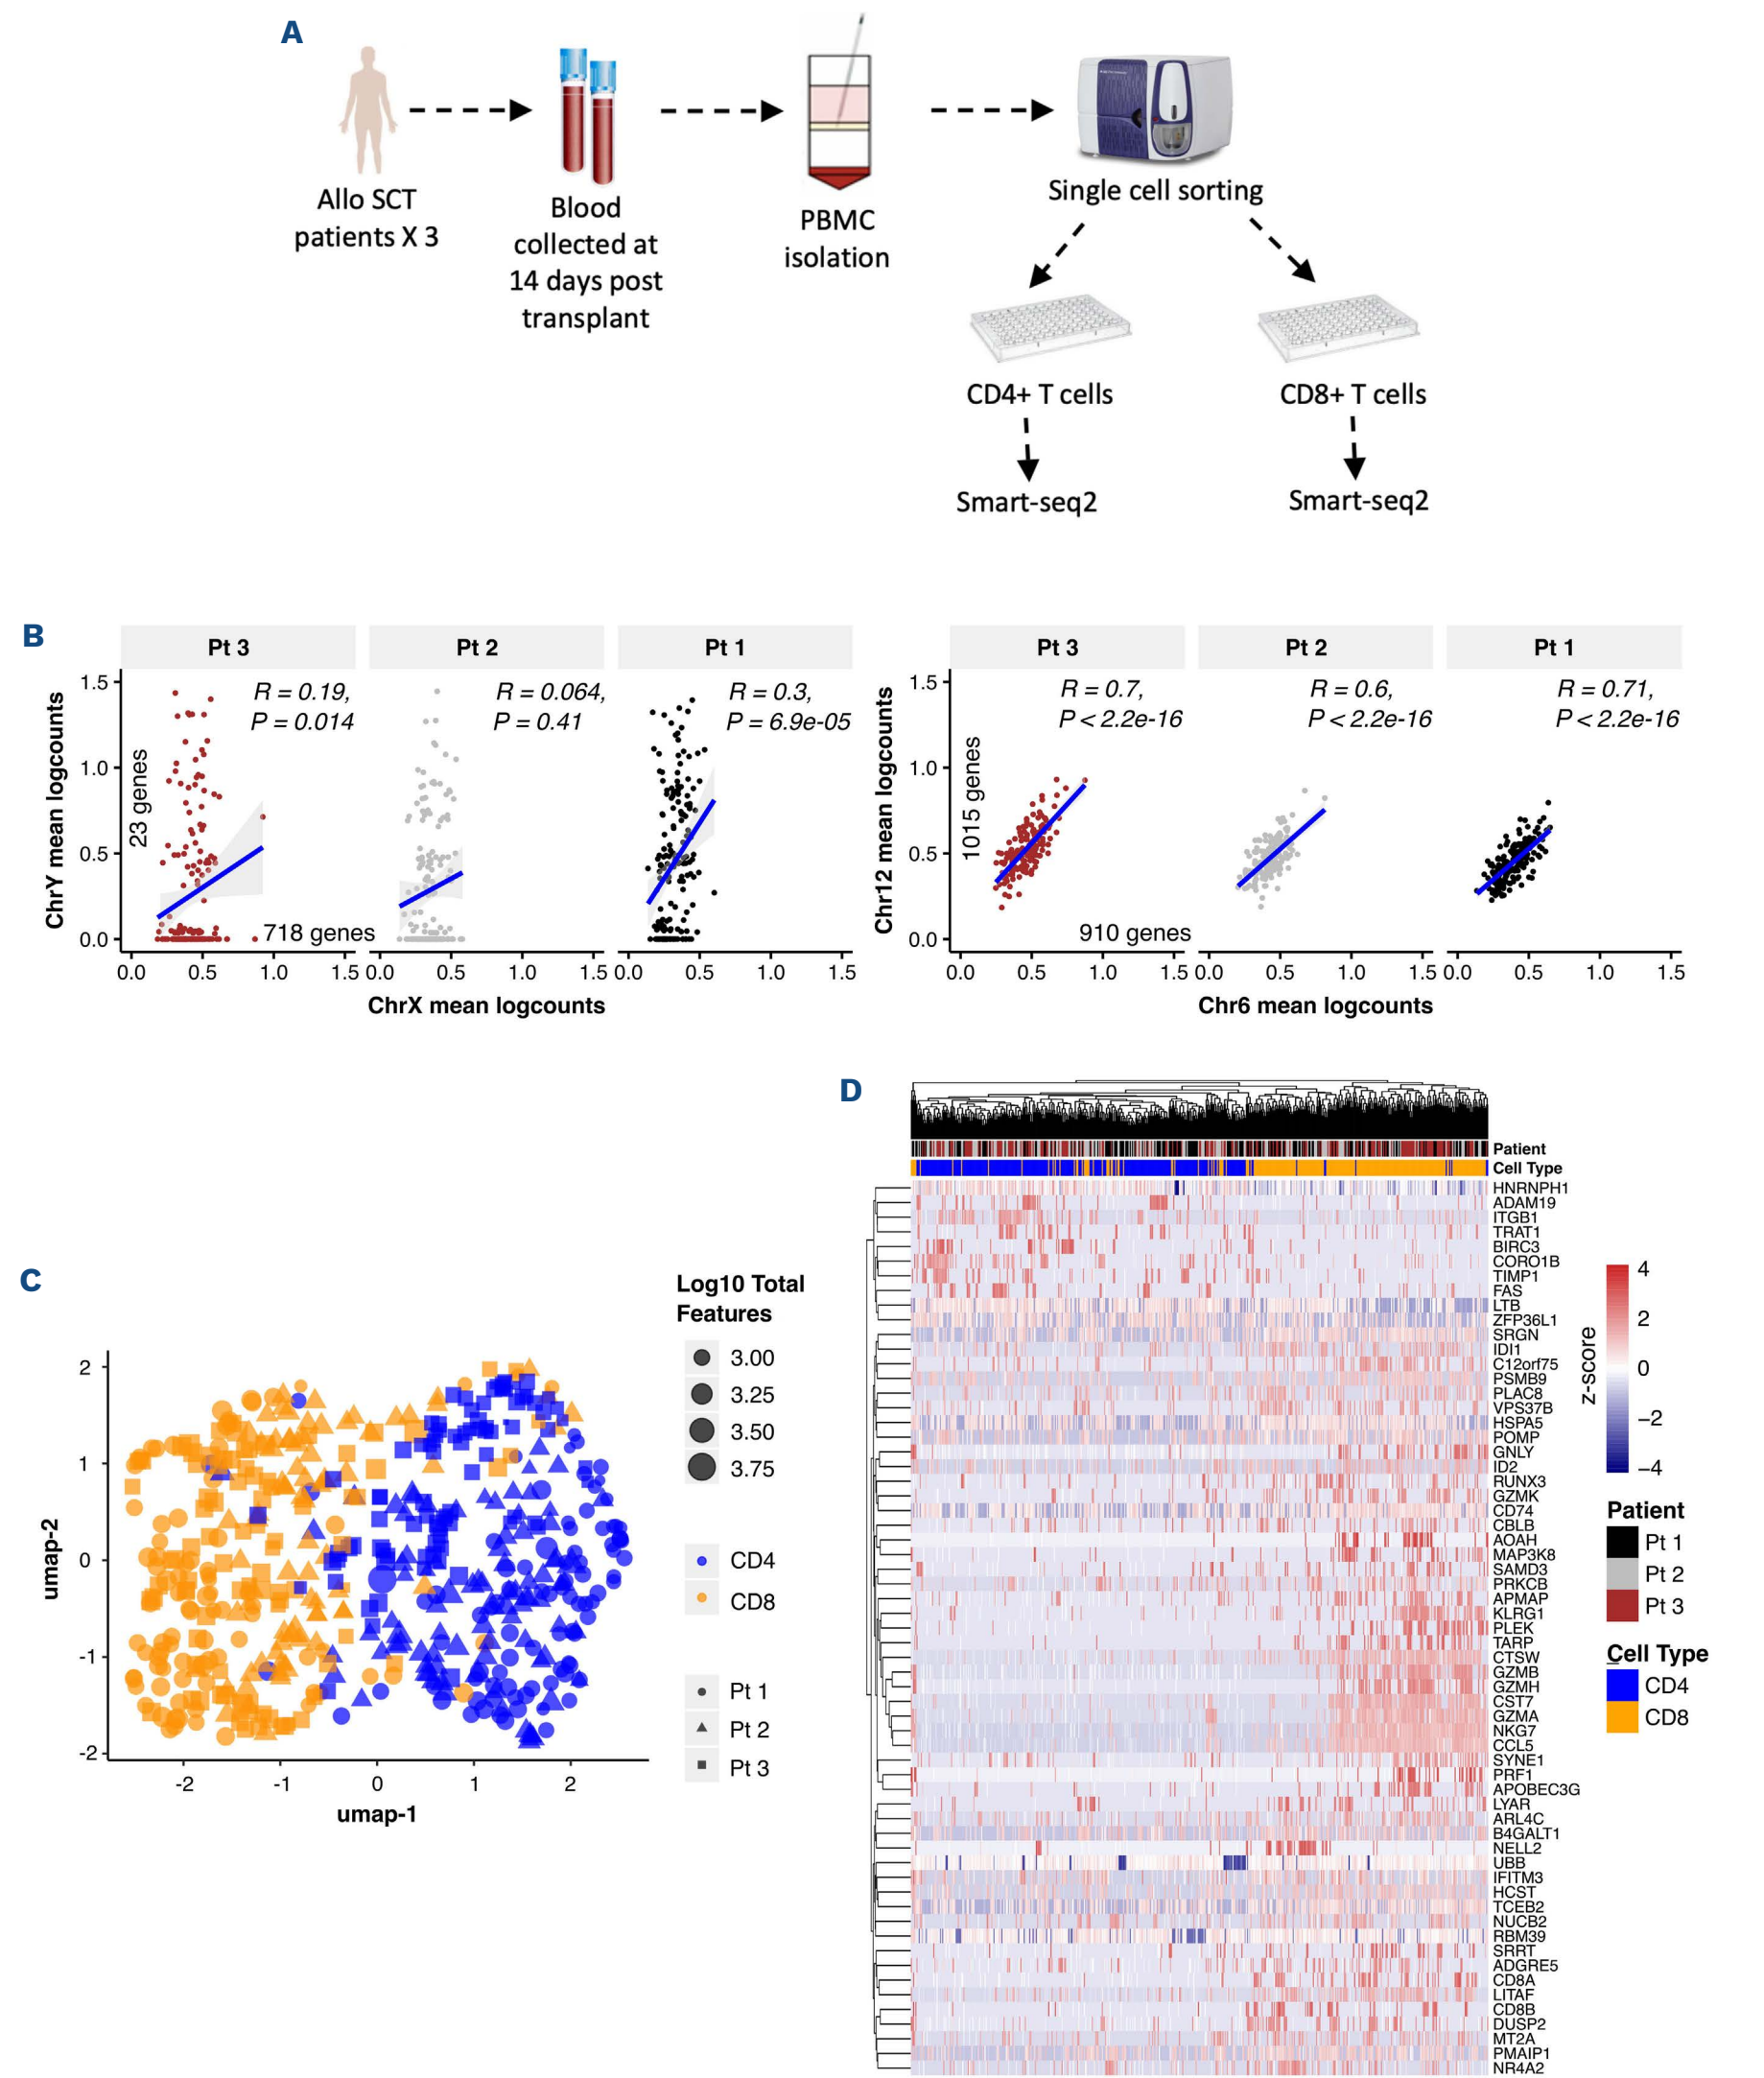 A
Allo SCT
patients X 3
Blood
collected at
14 days post
transplant
PBMC
isolation
Single cell sorting
CD4+ T cells
CD8+ T cells
Smart-seq2
Smart-seq2
B
Pt 3
Pt 2
Pt 1
R = 0.19,
P = 0.014
R = 0.064,
P = 0.41
R = 0.3,
P = 6.9e-05
ChrY mean logcounts
23 genes
1.5
1.0
0.5
0.0
718 genes
0.0 0.5 1.0 1.5
0.0 0.5 1.0 1.5
0.0 0.5 1.0 1.5
ChrX mean logcounts
Pt 3
Pt 2
Pt 1
R = 0.7,
P < 2.2e-16
R = 0.6,
P < 2.2e-16
R = 0.71,
P < 2.2e-16
Chr12 mean logcounts
1015 genes
1.5
1.0
0.5
0.0
910 genes
0.0 0.5 1.0 1.5
0.0 0.5 1.0 1.5
0.0 0.5 1.0 1.5
Chr6 mean logcounts
C
umap-2
2
1
0
-1
-2
-2 -1 0 1 2
umap-1
Log10 Total
Features
3.00
3.25
3.50
3.75
CD4
CD8
Pt 1
Pt 2
Pt 3
D
Patient
Cell Type
HNRNPH1
ADAM19
ITGB1
TRAT1
BIRC3
CORO1B
TIMP1
FAS
LTB
ZFP36L1
SRGN
IDI1
C12orf75
PSMB9
PLAC8
VPS37B
HSPA5
POMP
GNLY
ID2
RUNX3
GZMK
CD74
CBLB
AOAH
MAP3K8
SAMD3
PRKCB
APMAP
KLRG1
PLEK
TARP
CTSW
GZMB
GZMH
CST7
GZMA
NKG7
CCL5
SYNE1
PRF1
APOBEC3G
LYAR
ARL4C
B4GALT1
NELL2
UBB
IFITM3
HCST
TCEB2
NUCB2
RBM39
SRRT
ADGRE5
CD8A
LITAF
CD8B
DUSP2
MT2A
PMAIP1
NR4A2
z-score
4
2
0
−2
−4
Patient
Pt 1
Pt 2
Pt 3
Cell Type
CD4
CD8